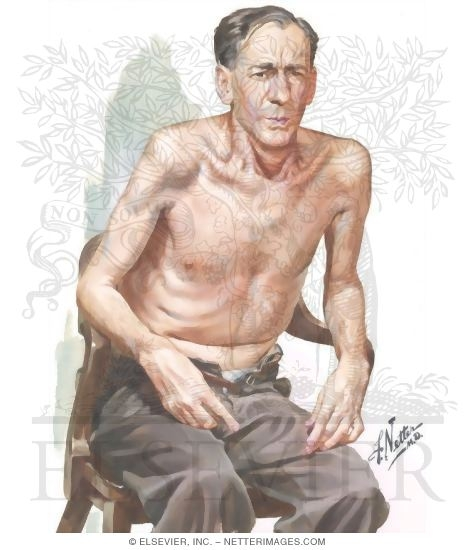 NON
F. Netter
M.D.
ELSEVIER
© ELSEVIER, INC. – NETTERIMAGES.COM